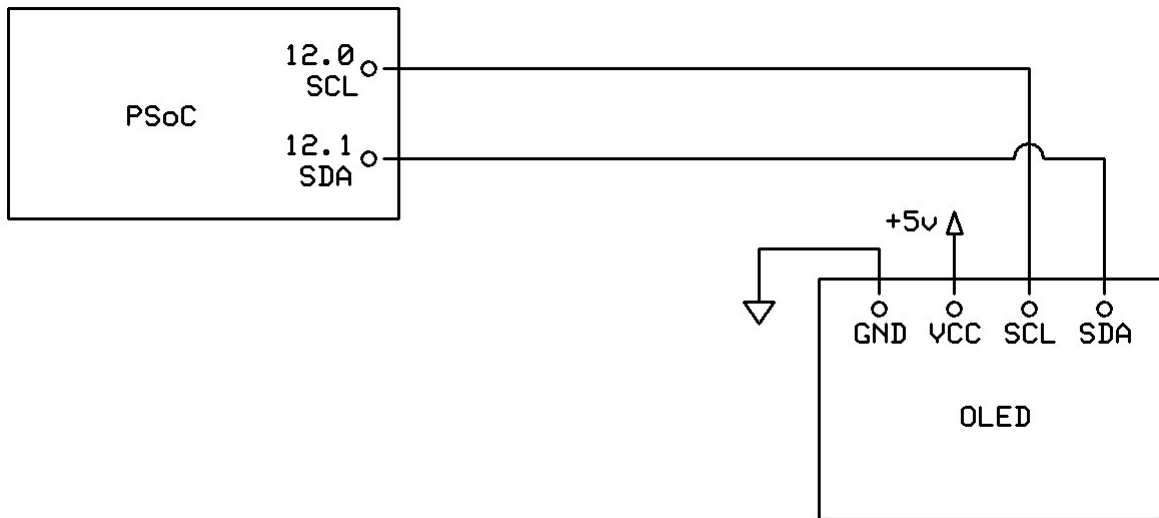 12.0
SCL
PSoC
12.1
SDA
+5v
GND VCC SCL SDA
OLED